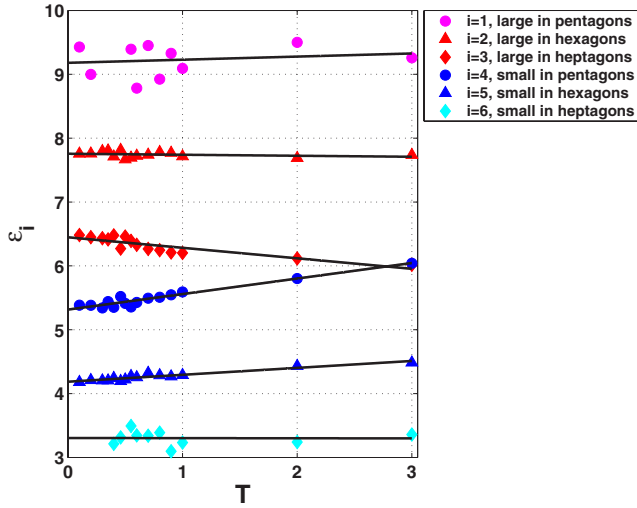 10
9
8
7
6
5
4
3
εi
0
1
2
3
T
i=1, large in pentagons
i=2, large in hexagons
i=3, large in heptagons
i=4, small in pentagons
i=5, small in hexagons
i=6, small in heptagons